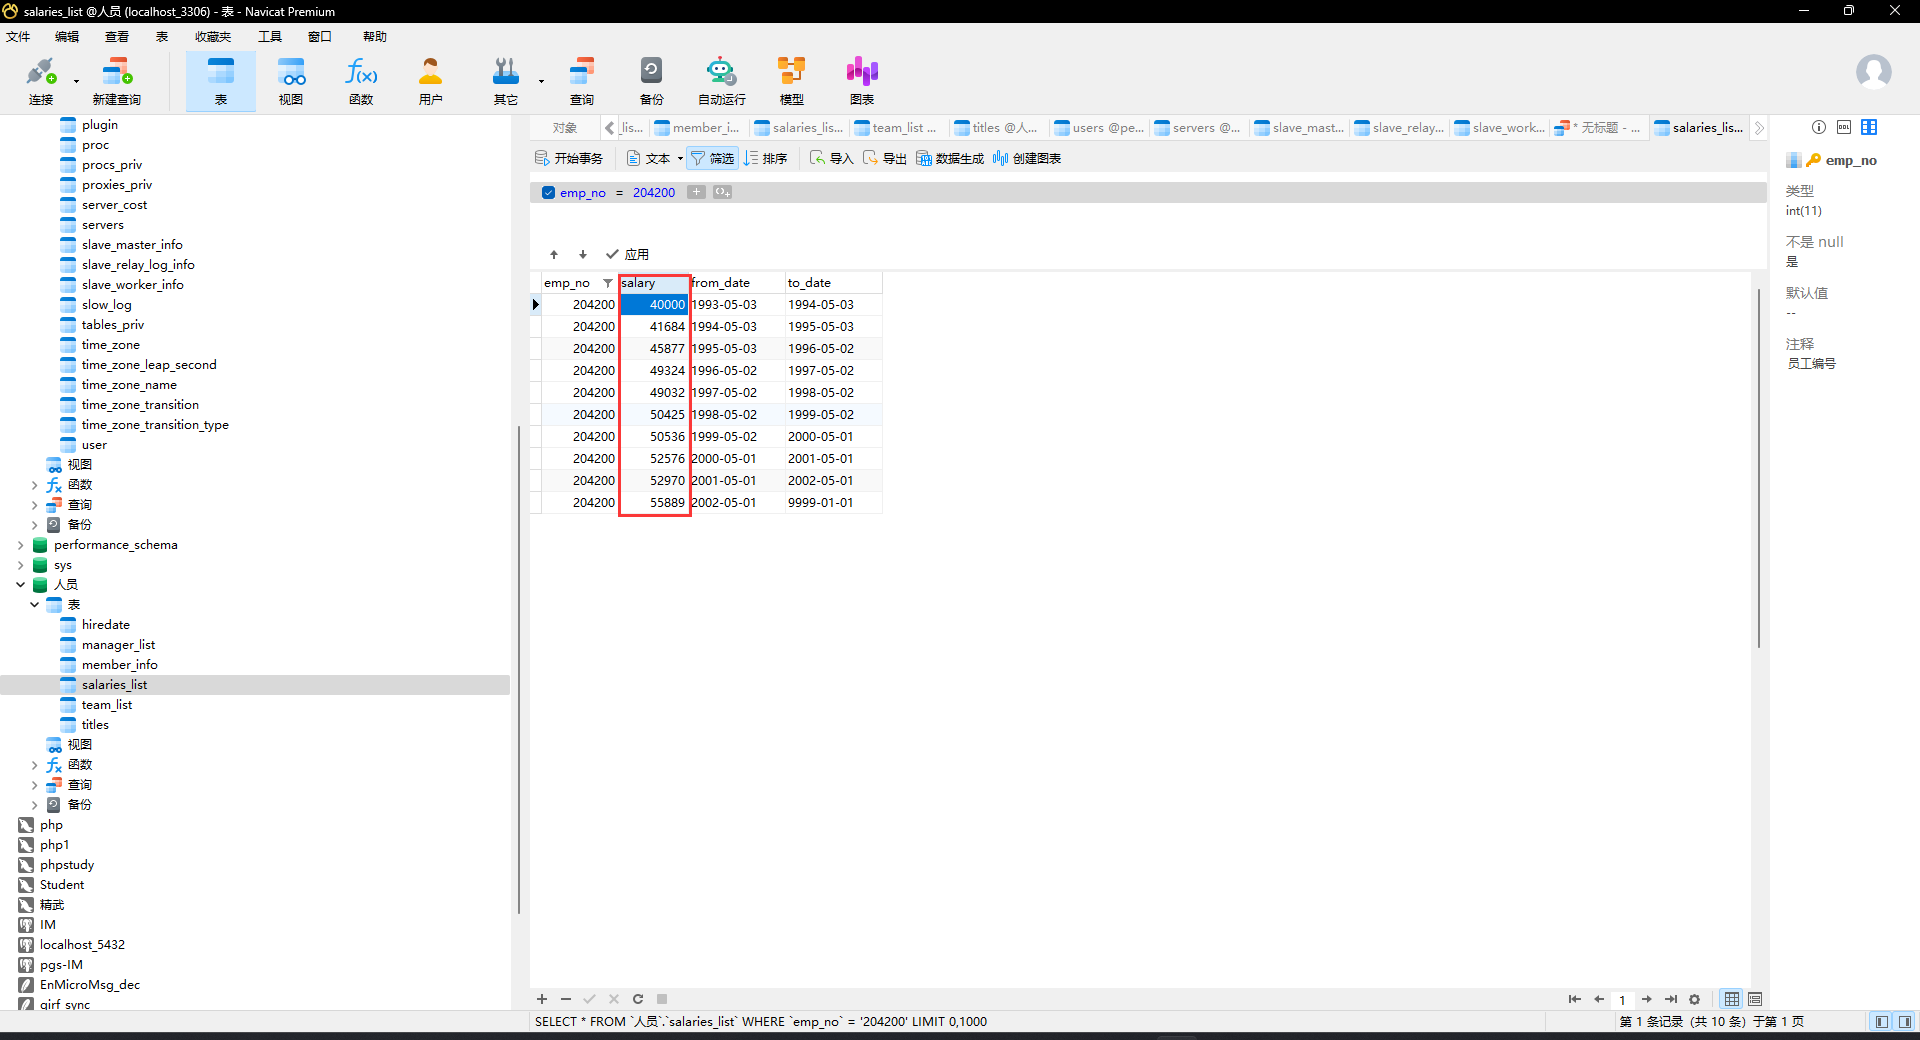 salaries_list @人员 (localhost_3306) - 表 - Navicat Premium
文件 编辑 查看 表 收藏夹 工具 窗口 帮助
连接 新建查询 表 视图 函数 用户 其它 查询 备份 自动运行 模型 图表
对象 _lis... member_i... salaries_lis... team_list ... titles @人... users @pe... servers @... slave_mast... slave_relay... slave_work... * 无标题 - ... salaries_lis...
开始事务 文本 筛选 排序 导入 导出 数据生成 创建图表
emp_no = 204200
应用
emp_no salary from_date to_date
204200 40000 1993-05-03 1994-05-03
204200 41684 1994-05-03 1995-05-03
204200 45877 1995-05-03 1996-05-02
204200 49324 1996-05-02 1997-05-02
204200 49032 1997-05-02 1998-05-02
204200 50425 1998-05-02 1999-05-02
204200 50536 1999-05-02 2000-05-01
204200 52576 2000-05-01 2001-05-01
204200 52970 2001-05-01 2002-05-01
204200 55889 2002-05-01 9999-01-01
plugin
proc
procs_priv
proxies_priv
server_cost
servers
slave_master_info
slave_relay_log_info
slave_worker_info
slow_log
tables_priv
time_zone
time_zone_leap_second
time_zone_name
time_zone_transition
time_zone_transition_type
user
视图
函数
查询
备份
performance_schema
sys
人员
表
hiredate
manager_list
member_info
salaries_list
team_list
titles
视图
函数
查询
备份
php
php1
phpstudy
Student
精武
IM
localhost_5432
pgs-IM
EnMicroMsg_dec
girf_sync
emp_no
类型
int(11)
不是 null
是
默认值
--
注释
员工编号
1
SELECT * FROM `人员`.`salaries_list` WHERE `emp_no` = '204200' LIMIT 0,1000
第 1 条记录 (共 10 条) 于第 1 页